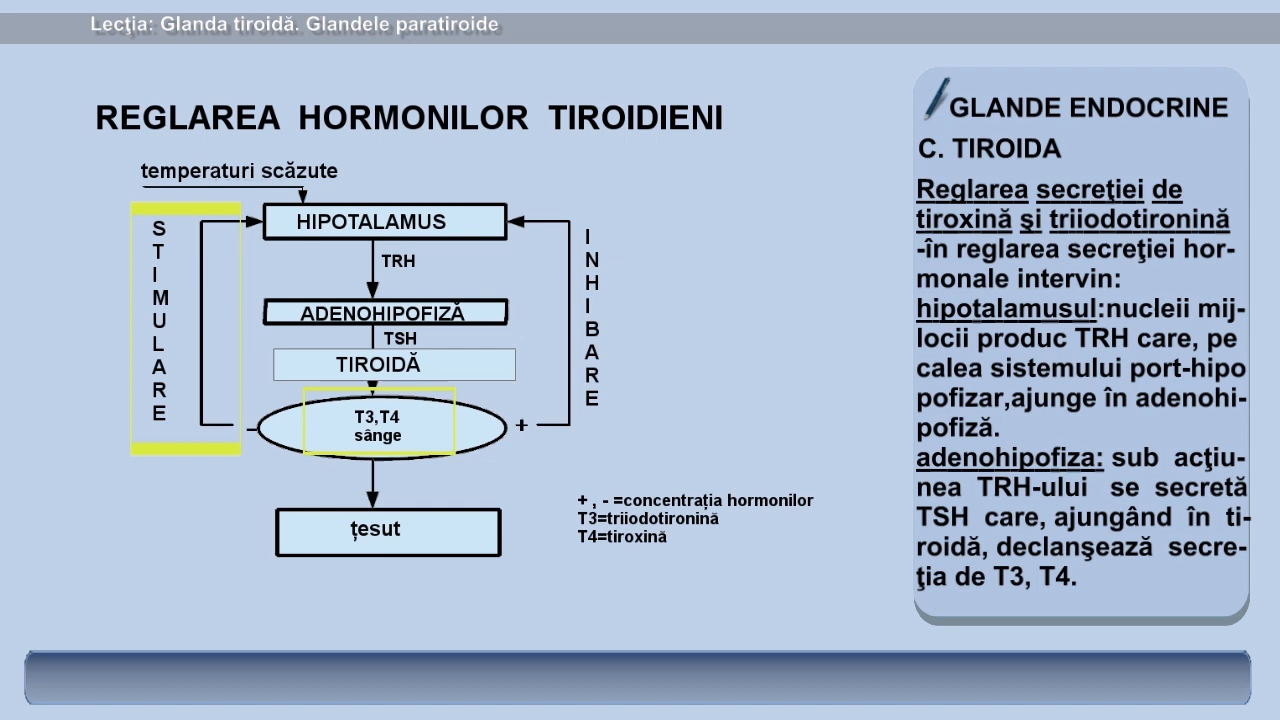 Lecţia: Glanda tiroidă. Glandele paratiroide
REGLAREA HORMONILOR TIROIDIENI
temperaturi scăzute
STIMULARE
HIPOTALAMUS
TRH
ADENOHIPOFIZĂ
TSH
TIROIDĂ
T3,T4
sânge
-
+
INHIBARE
țesut
+ , - =concentrația hormonilor
T3=triiodotironină
T4=tiroxină
GLANDE ENDOCRINE
C. TIROIDA
Reglarea secreţiei de
tiroxină şi triiodotironină
-în reglarea secreţiei hor-
monale intervin:
hipotalamusul:nucleii mij-
locii produc TRH care, pe
calea sistemului port-hipo
pofizar,ajunge în adenohi-
pofiză.
adenohipofiza: sub acţiu-
nea TRH-ului se secretă
TSH care, ajungând în ti-
roidă, declanşează secre-
ţia de T3, T4.